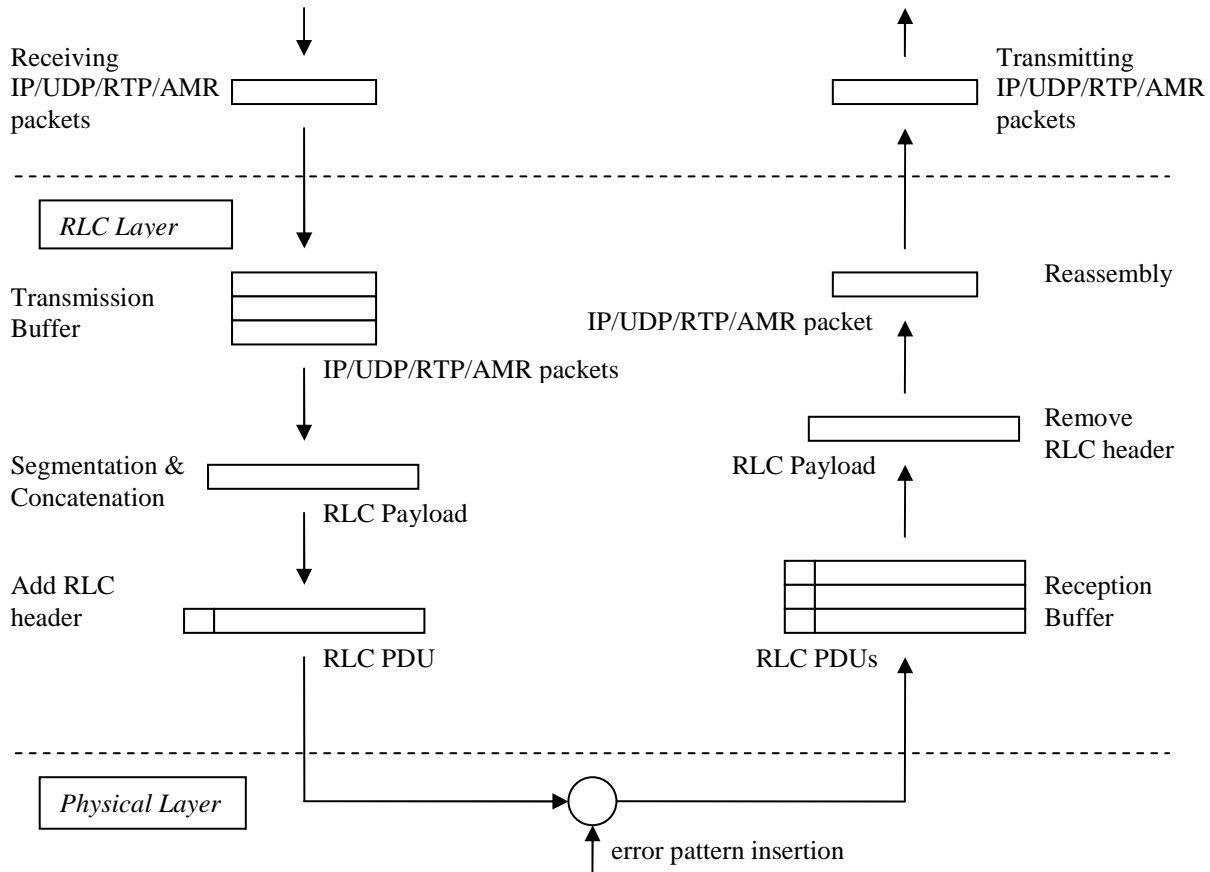 Receiving
IP/UDP/RTP/AMR
packets
Transmitting
IP/UDP/RTP/AMR
packets
RLC Layer
Transmission
Buffer
IP/UDP/RTP/AMR packets
Reassembly
IP/UDP/RTP/AMR packet
Segmentation &
Concatenation
RLC Payload
Remove
RLC header
RLC Payload
Add RLC
header
RLC PDU
Reception
Buffer
RLC PDUs
Physical Layer
error pattern insertion